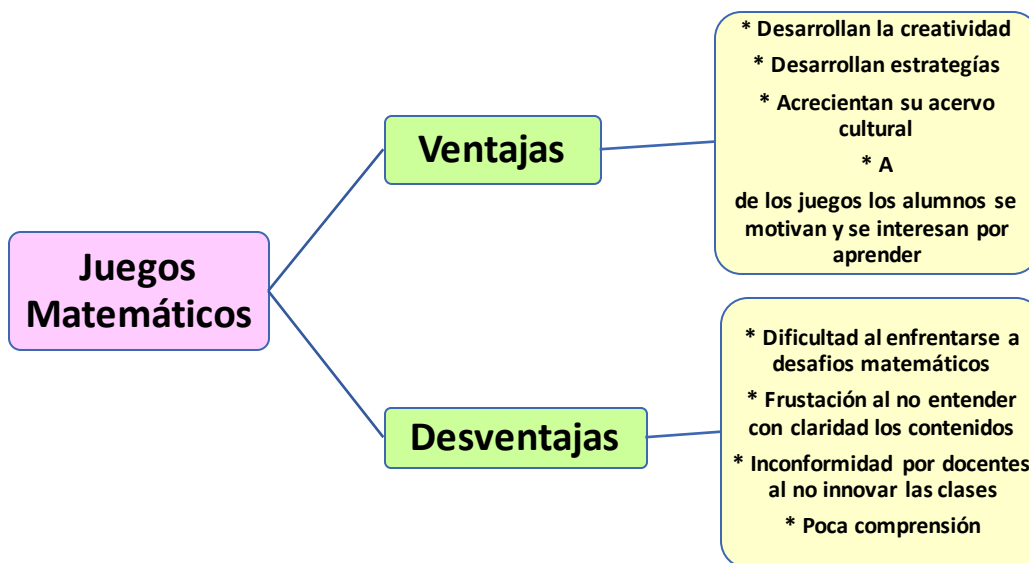 Juegos
Matemáticos
Ventajas
* Desarrollan la creatividad
* Desarrollan estrategías
* Acrecientan su acervo
cultural
* A
de los juegos los alumnos se
motivan y se interesan por
aprender
Desventajas
* Dificultad al enfrentarse a
desafios matemáticos
* Frustación al no entender
con claridad los contenidos
* Inconformidad por docentes
al no innovar las clases
* Poca comprensión